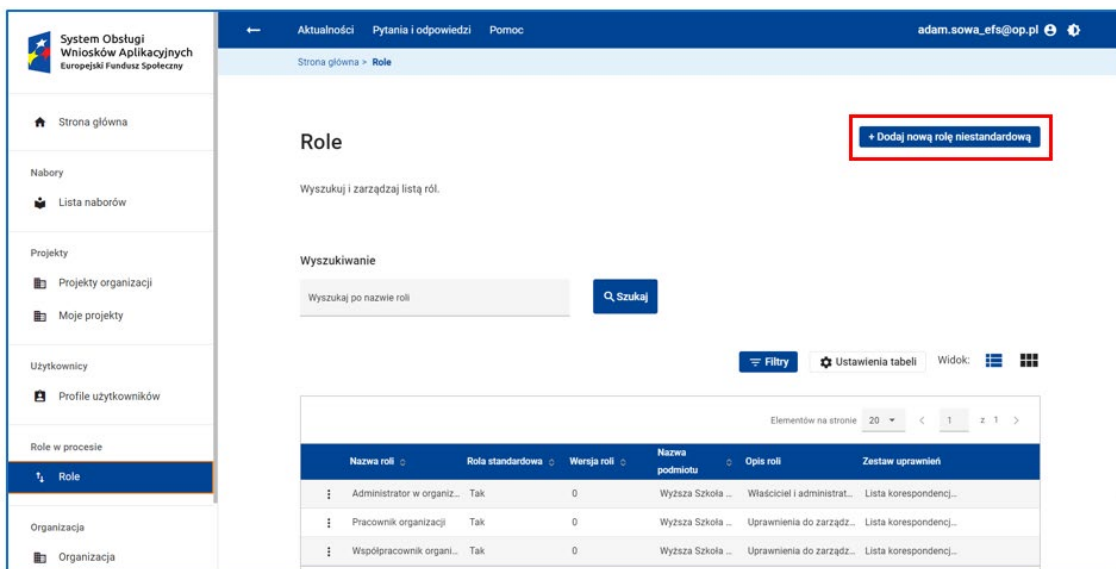 System Obsługi
Wniosków Aplikacyjnych
Europejski Fundusz Społeczny
Aktualności Pytania i odpowiedzi Pomoc
adam.sowa_efs@op.pl
Strona główna > Role
Strona główna
Nabory
Lista naborów
Projekty
Projekty organizacji
Moje projekty
Użytkownicy
Profile użytkowników
Role w procesie
Role
Organizacja
Organizacja
Role
+ Dodaj nową rolę niestandardową
Wyszukuj i zarządzaj listą ról.
Wyszukiwanie
Wyszukaj po nazwie roli
Szukaj
Filtry
Ustawienia tabeli
Widok:
Elementów na stronie 20 < 1 z 1 >
Nazwa roli Rola standardowa Wersja roli Nazwa podmiotu Opis roli Zestaw uprawnień
Administrator w organiz... Tak 0 Wyższa Szkoła ... Właściciel i administrat... Lista korespondencj...
Pracownik organizacji Tak 0 Wyższa Szkoła ... Uprawnienia do zarządz... Lista korespondencj...
Współpracownik organi... Tak 0 Wyższa Szkoła ... Uprawnienia do zarządz... Lista korespondencj...